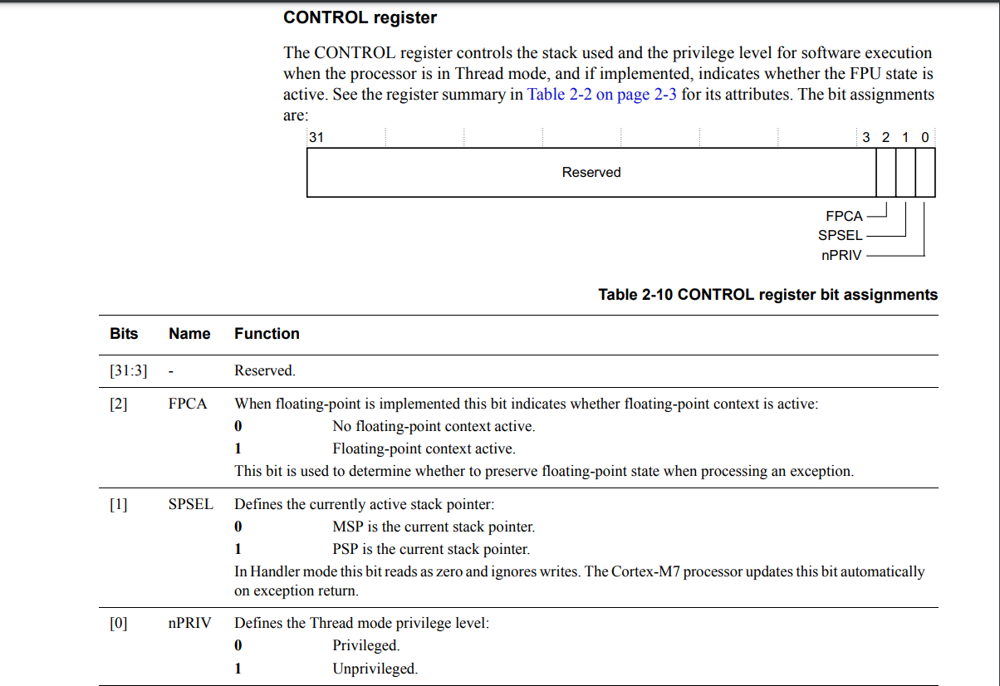 CONTROL register
The CONTROL register controls the stack used and the privilege level for software execution
when the processor is in Thread mode, and if implemented, indicates whether the FPU state is
active. See the register summary in Table 2-2 on page 2-3 for its attributes. The bit assignments
are:
31 3 2 1 0
Reserved
FPCA
SPSEL
nPRIV
Table 2-10 CONTROL register bit assignments
Bits Name Function
[31:3] - Reserved.
[2] FPCA When floating-point is implemented this bit indicates whether floating-point context is active:
0 No floating-point context active.
1 Floating-point context active.
This bit is used to determine whether to preserve floating-point state when processing an exception.
[1] SPSEL Defines the currently active stack pointer:
0 MSP is the current stack pointer.
1 PSP is the current stack pointer.
In Handler mode this bit reads as zero and ignores writes. The Cortex-M7 processor updates this bit automatically
on exception return.
[0] nPRIV Defines the Thread mode privilege level:
0 Privileged.
1 Unprivileged.